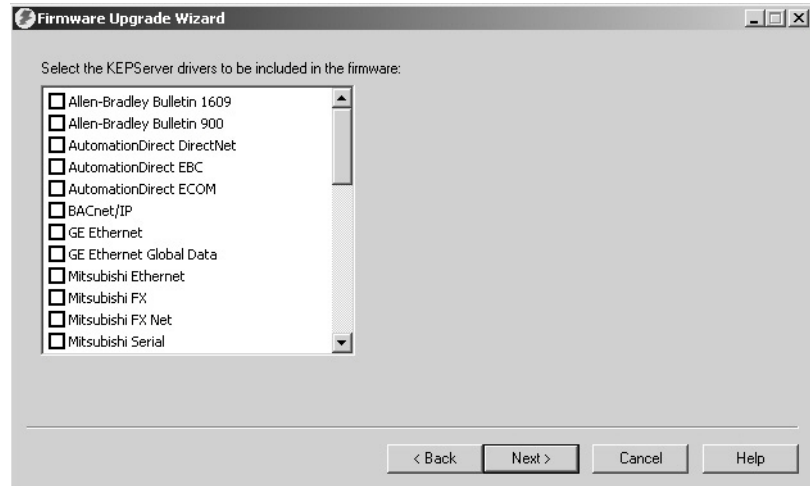 Firmware Upgrade Wizard
Select the KEPServer drivers to be included in the firmware:
Allen-Bradley Bulletin 1609
Allen-Bradley Bulletin 900
AutomationDirect DirectNet
AutomationDirect EBC
AutomationDirect ECOM
BACnet/IP
GE Ethernet
GE Ethernet Global Data
Mitsubishi Ethernet
Mitsubishi FX
Mitsubishi FX Net
Mitsubishi Serial
< Back Next > Cancel Help